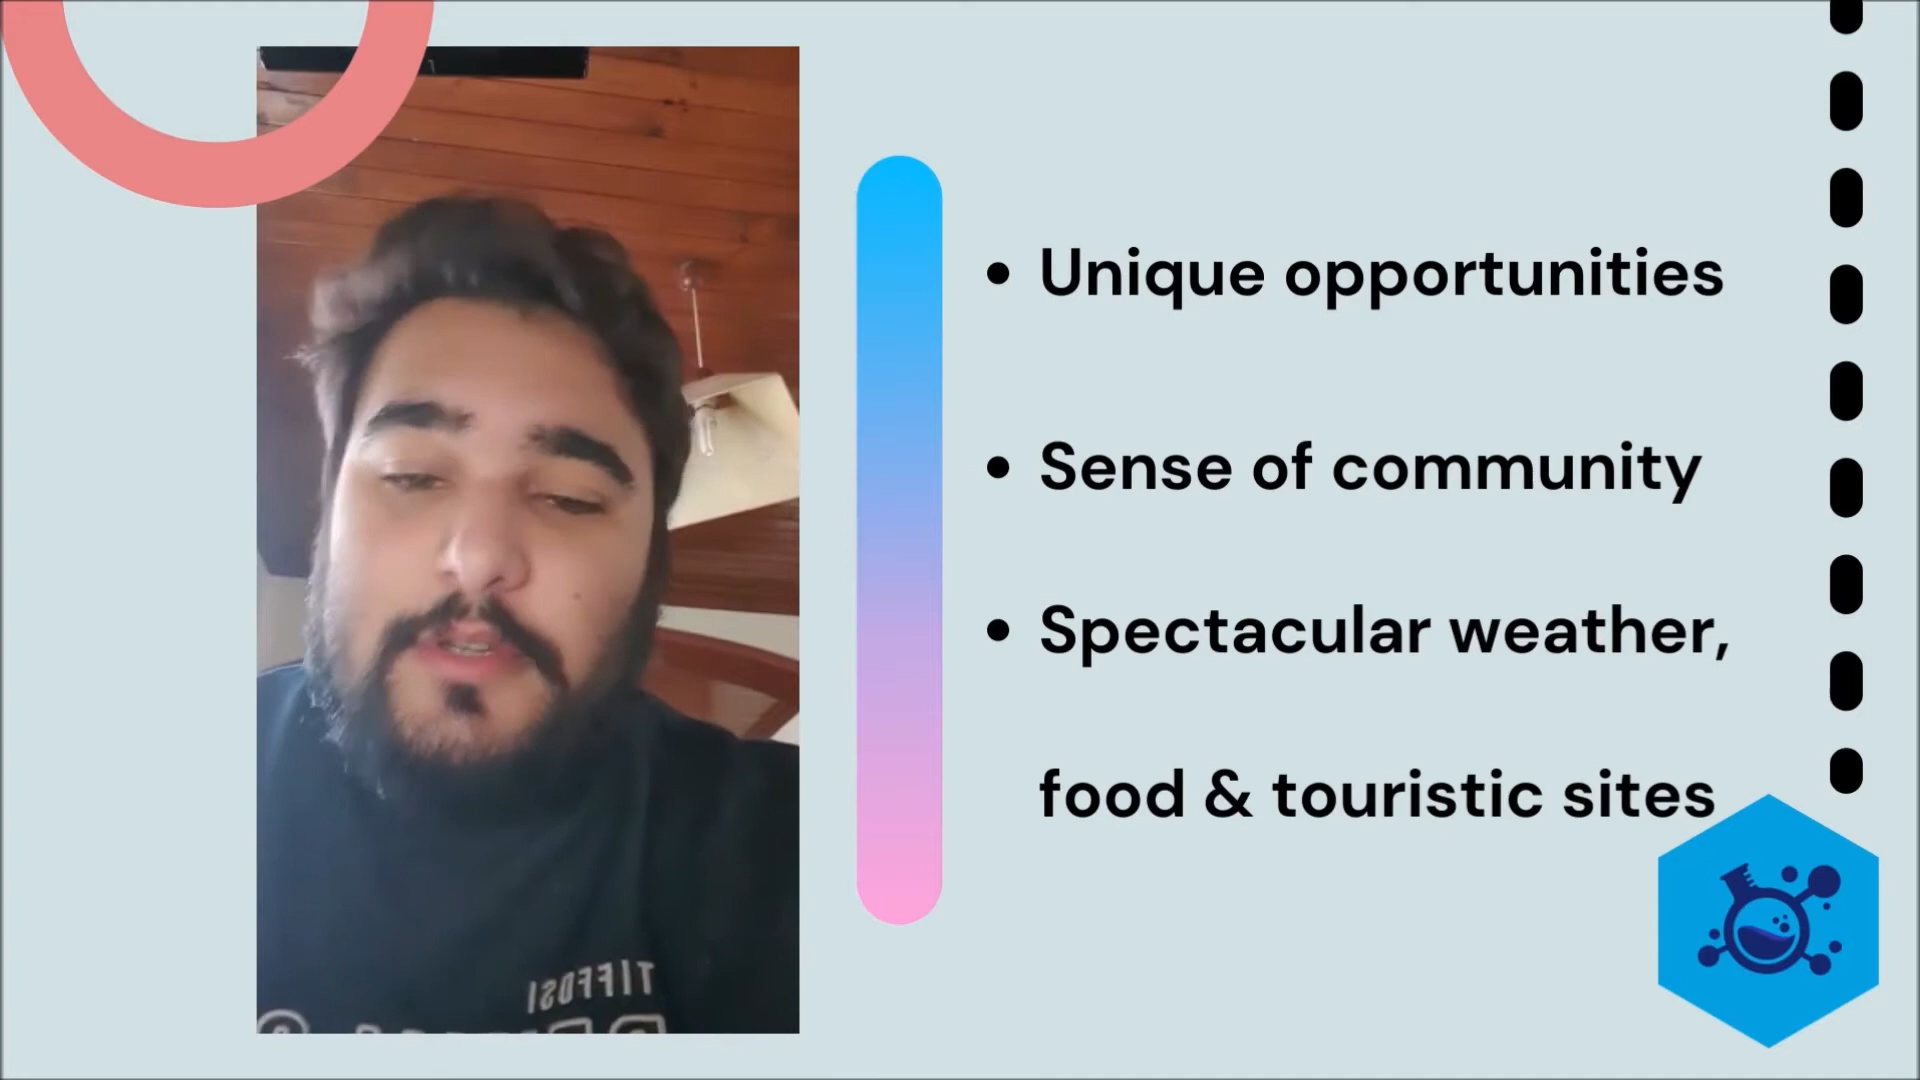 • Unique opportunities
• Sense of community
• Spectacular weather,
food & touristic sites
TIFFOSI